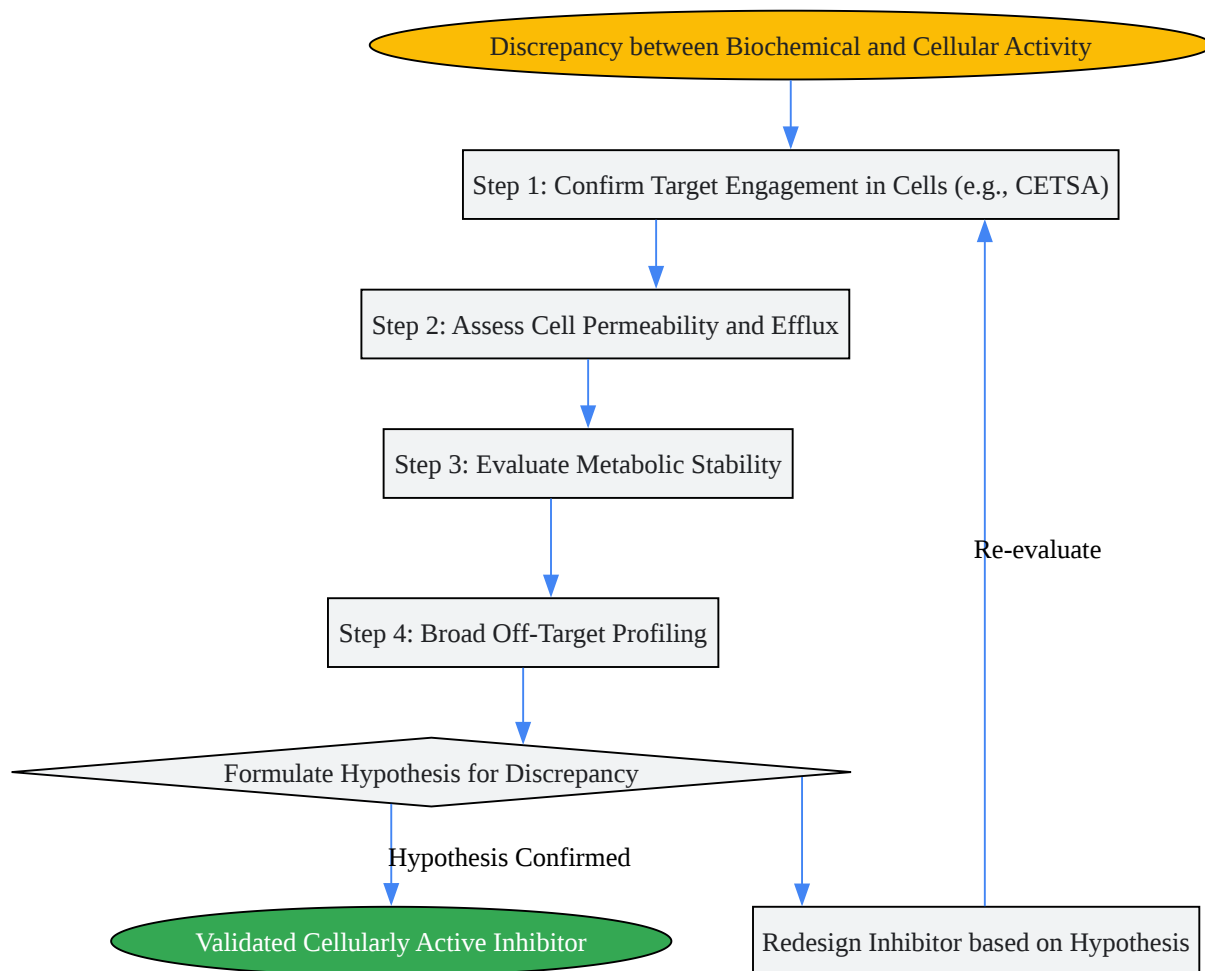 Discrepancy between Biochemical and Cellular Activity
Step 1: Confirm Target Engagement in Cells (e.g., CETSA)
Step 2: Assess Cell Permeability and Efflux
Step 3: Evaluate Metabolic Stability
Re-evaluate
Step 4: Broad Off-Target Profiling
Formulate Hypothesis for Discrepancy
Hypothesis Confirmed
Validated Cellularly Active Inhibitor
Redesign Inhibitor based on Hypothesis